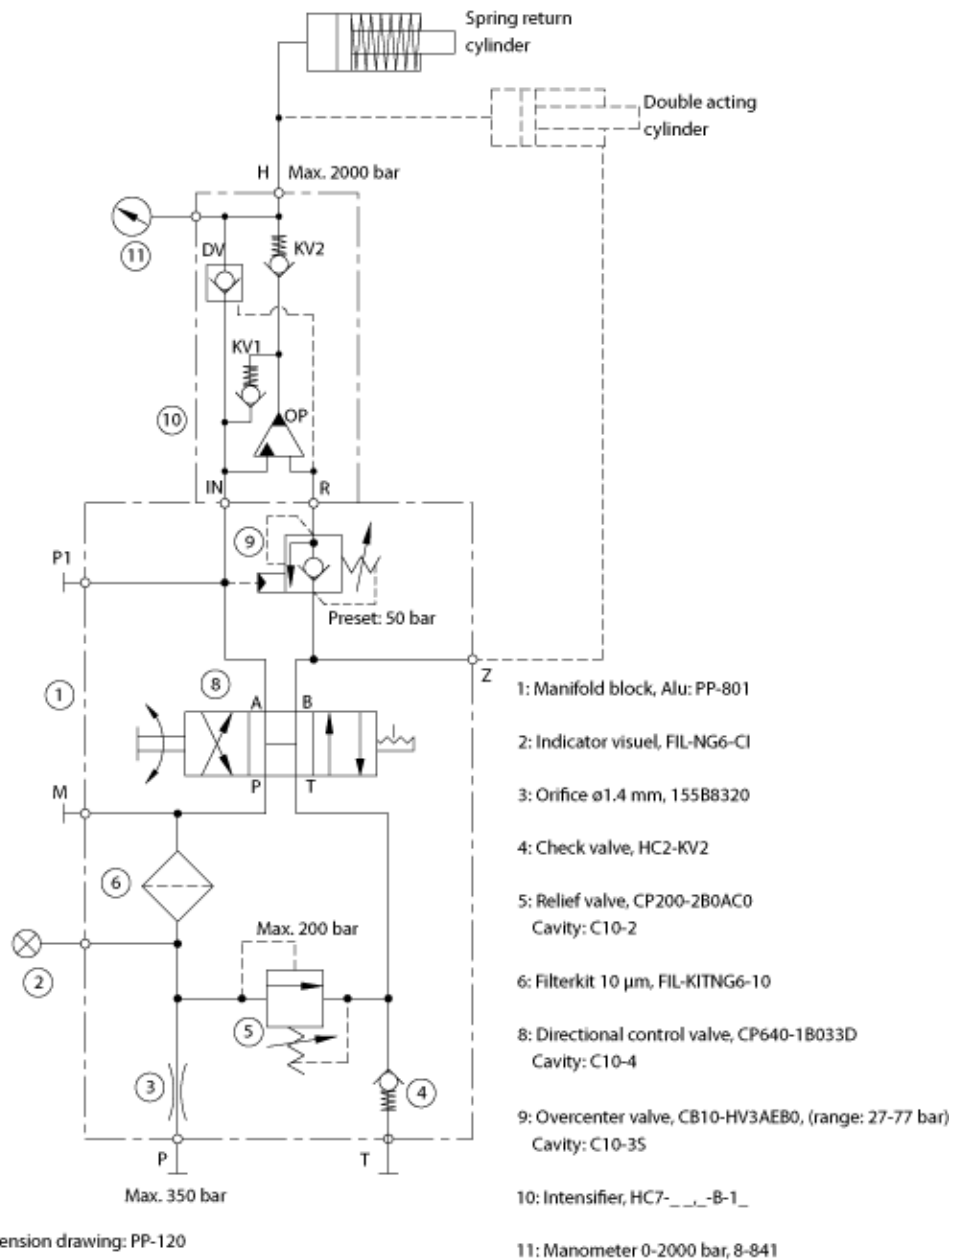 Spring return
cylinder
Double acting
cylinder
H Max. 2000 bar
11
DV
KV2
KV1
10
OP
IN
R
9
P1
Preset: 50 bar
Z
8
1
A B
P T
M
6
Max. 200 bar
2
5
3
4
P
T
Max. 350 bar
ension drawing: PP-120
1: Manifold block, Alu: PP-801
2: Indicator visuel, FIL-NG6-CI
3: Orifice ø1.4 mm, 155B8320
4: Check valve, HC2-KV2
5: Relief valve, CP200-2B0AC0
Cavity: C10-2
6: Filterkit 10 µm, FIL-KITNG6-10
8: Directional control valve, CP640-1B033D
Cavity: C10-4
9: Overcenter valve, CB10-HV3AEB0, (range: 27-77 bar)
Cavity: C10-3S
10: Intensifier, HC7-_ _,_-B-1_
11: Manometer 0-2000 bar, 8-841